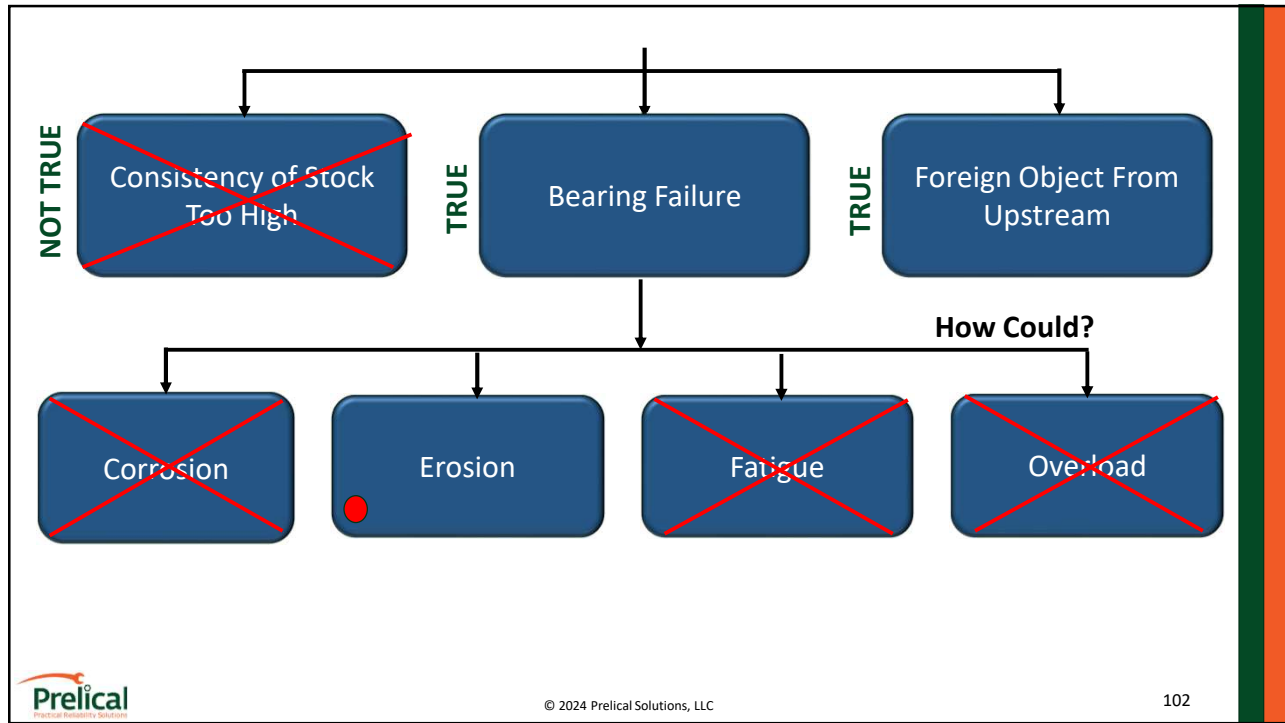 NOT TRUE
Consistency of Stock
Too High
TRUE
Bearing Failure
TRUE
Foreign Object From
Upstream
How Could?
Corrosion
Erosion
Fatigue
Overload
Prelical
Practical Reliability Solutions
© 2024 Prelical Solutions, LLC
102